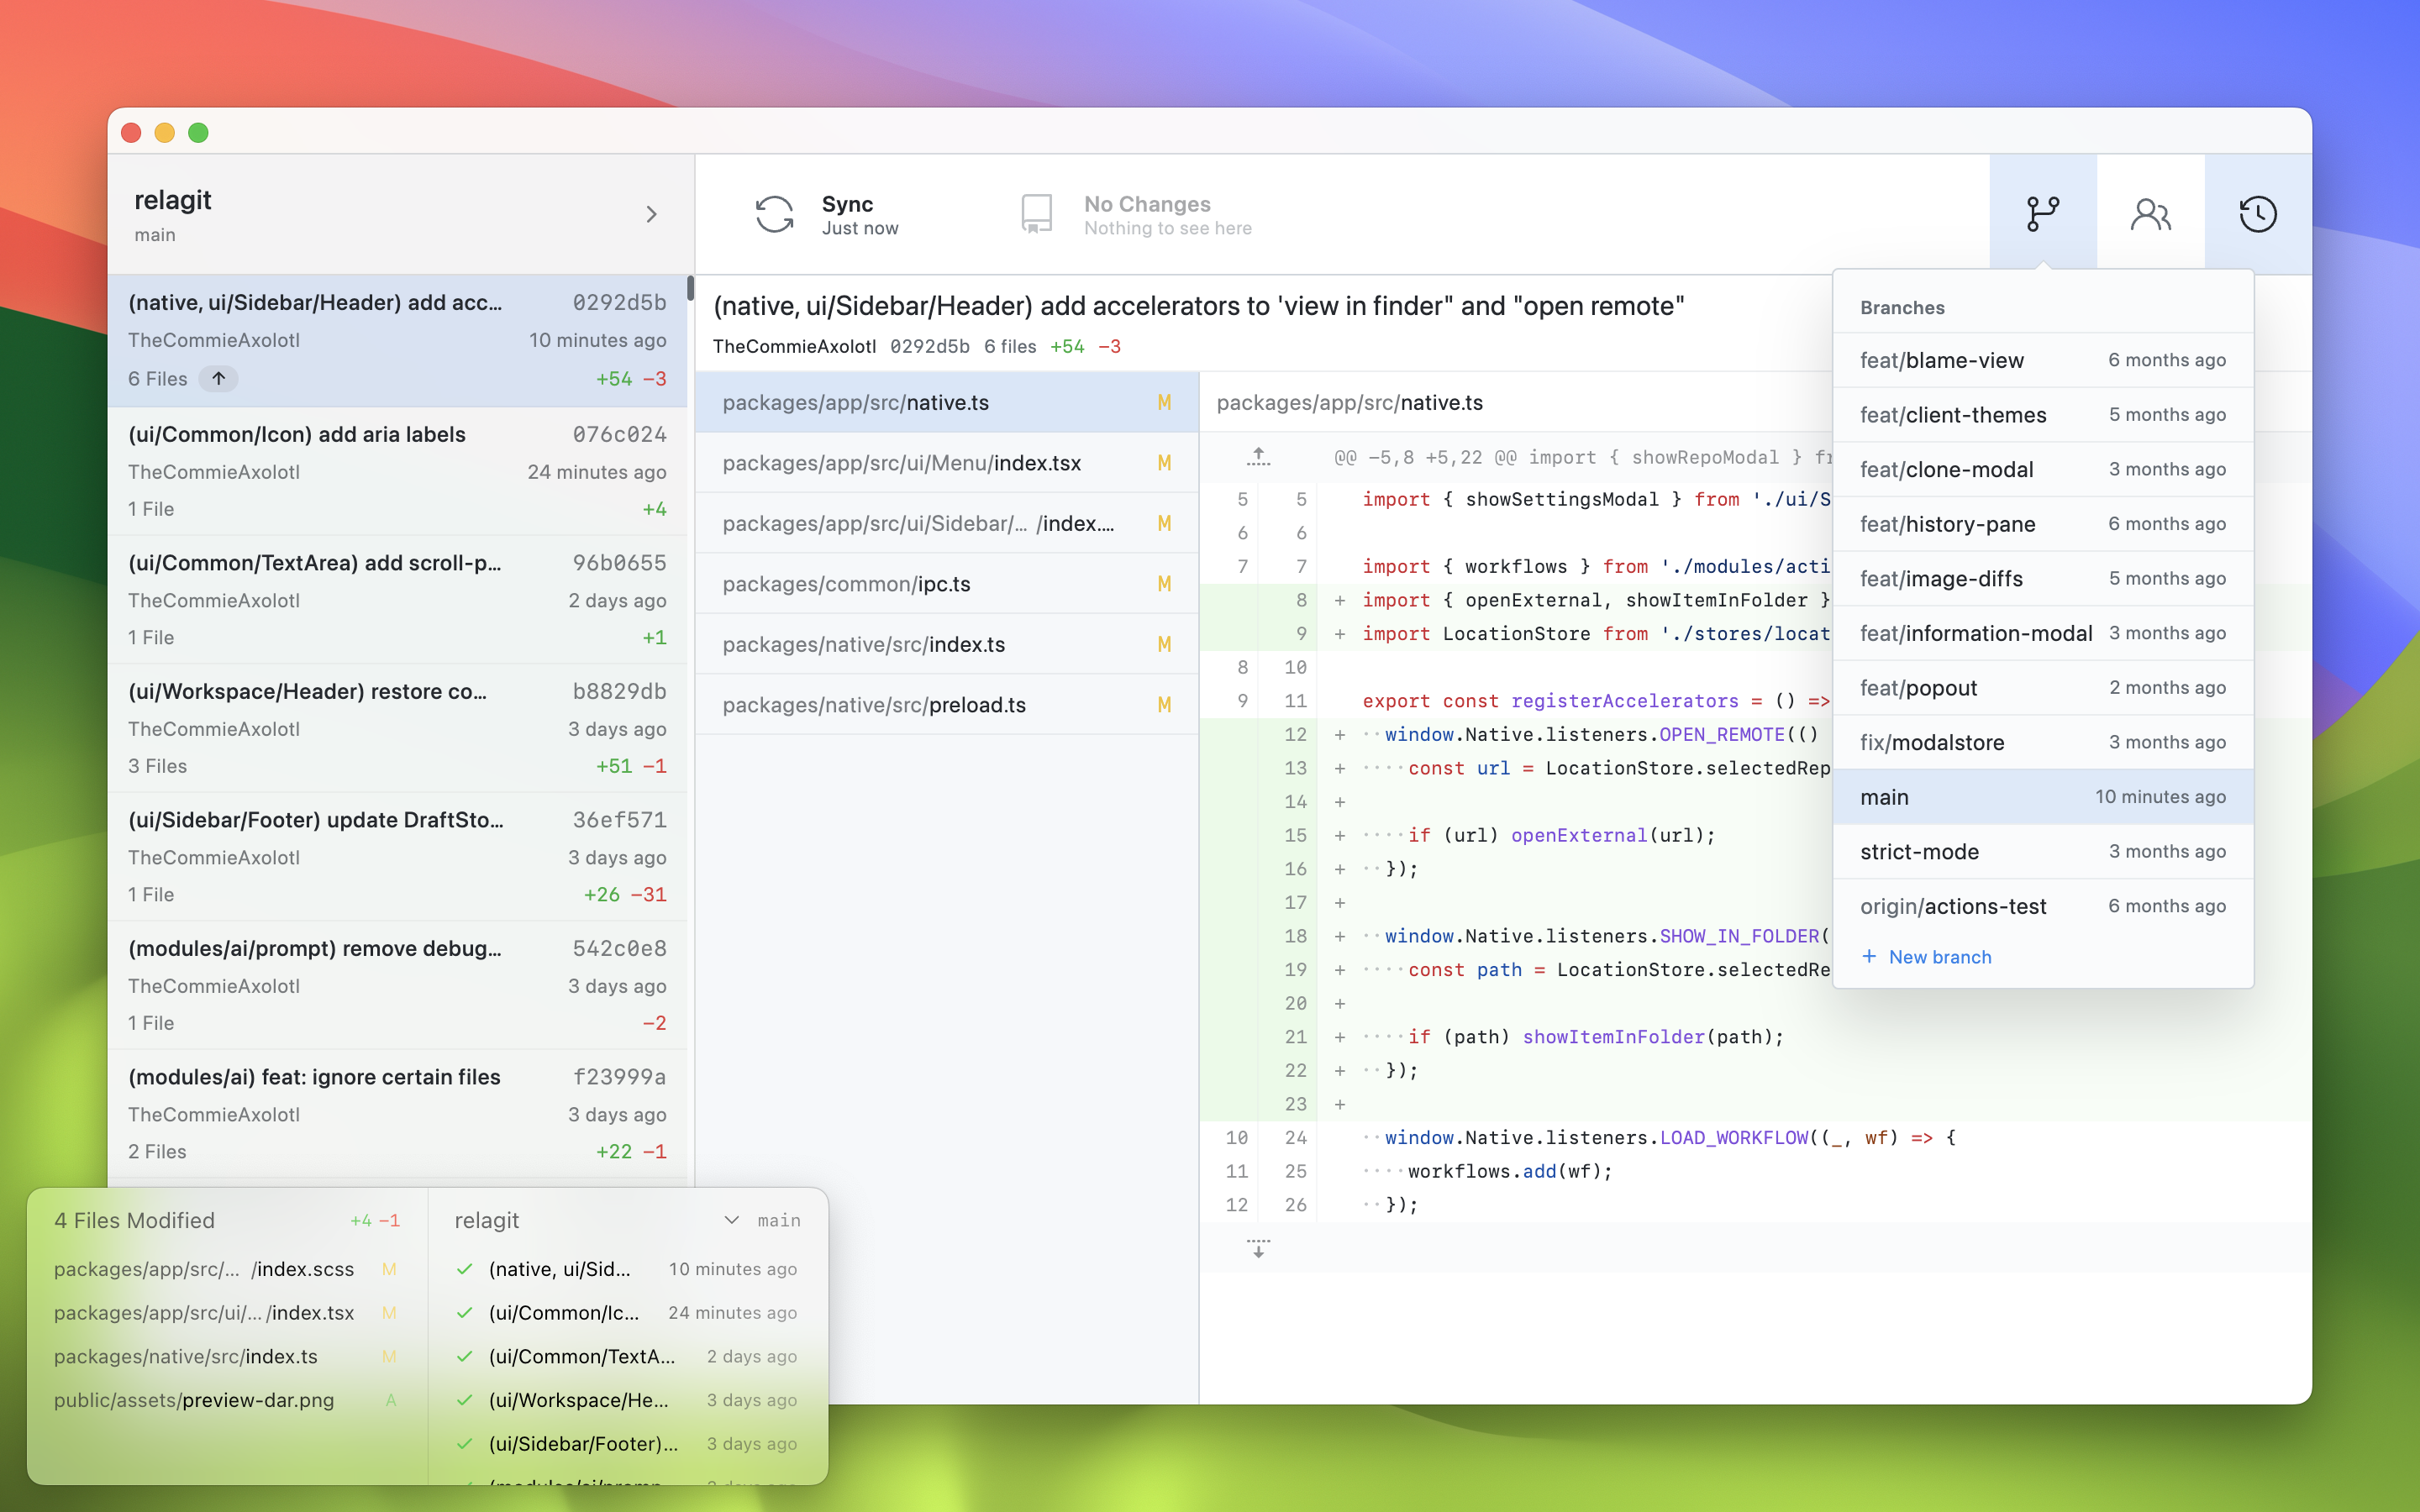 relagit
main
Sync
Just now
No Changes
Nothing to see here
(native, ui/Sidebar/Header) add acc... 0292d5b
TheCommieAxolotl 10 minutes ago
6 Files +54 −3
(ui/Common/Icon) add aria labels 076c024
TheCommieAxolotl 24 minutes ago
1 File +4
(ui/Common/TextArea) add scroll-p... 96b0655
TheCommieAxolotl 2 days ago
1 File +1
(ui/Workspace/Header) restore co... b8829db
TheCommieAxolotl 3 days ago
3 Files +51 −1
(ui/Sidebar/Footer) update DraftSto... 36ef571
TheCommieAxolotl 3 days ago
1 File +26 −31
(modules/ai/prompt) remove debug... 542c0e8
TheCommieAxolotl 3 days ago
1 File −2
(modules/ai) feat: ignore certain files f23999a
TheCommieAxolotl 3 days ago
2 Files +22 −1
(native, ui/Sidebar/Header) add accelerators to 'view in finder" and "open remote"
TheCommieAxolotl 0292d5b 6 files +54 −3
packages/app/src/native.ts M
packages/app/src/ui/Menu/index.tsx M
packages/app/src/ui/Sidebar/... /index.... M
packages/common/ipc.ts M
packages/native/src/index.ts M
packages/native/src/preload.ts M
packages/app/src/native.ts
@@ −5,8 +5,22 @@ import { showRepoModal }
5 5 import { showSettingsModal } from './ui/S
6 6
7 7 import { workflows } from './modules/acti
8 + import { openExternal, showItemInFolder }
9 + import LocationStore from './stores/locat
8 10
9 11 export const registerAccelerators = () =>
12 + ··window.Native.listeners.OPEN_REMOTE(()
13 + ····const url = LocationStore.selectedRep
14 +
15 + ····if (url) openExternal(url);
16 + ··});
17 +
18 + ··window.Native.listeners.SHOW_IN_FOLDER(
19 + ····const path = LocationStore.selectedRe
20 +
21 + ····if (path) showItemInFolder(path);
22 + ··});
23 +
10 24 ··window.Native.listeners.LOAD_WORKFLOW((_, wf) => {
11 25 ····workflows.add(wf);
12 26 ··});
Branches
feat/blame-view 6 months ago
feat/client-themes 5 months ago
feat/clone-modal 3 months ago
feat/history-pane 6 months ago
feat/image-diffs 5 months ago
feat/information-modal 3 months ago
feat/popout 2 months ago
fix/modalstore 3 months ago
main 10 minutes ago
strict-mode 3 months ago
origin/actions-test 6 months ago
+ New branch
4 Files Modified +4 −1
packages/app/src/... /index.scss M
packages/app/src/ui/... /index.tsx M
packages/native/src/index.ts M
public/assets/preview-dar.png A
relagit main
(native, ui/Sid... 10 minutes ago
(ui/Common/Ic... 24 minutes ago
(ui/Common/TextA... 2 days ago
(ui/Workspace/He... 3 days ago
(ui/Sidebar/Footer)... 3 days ago